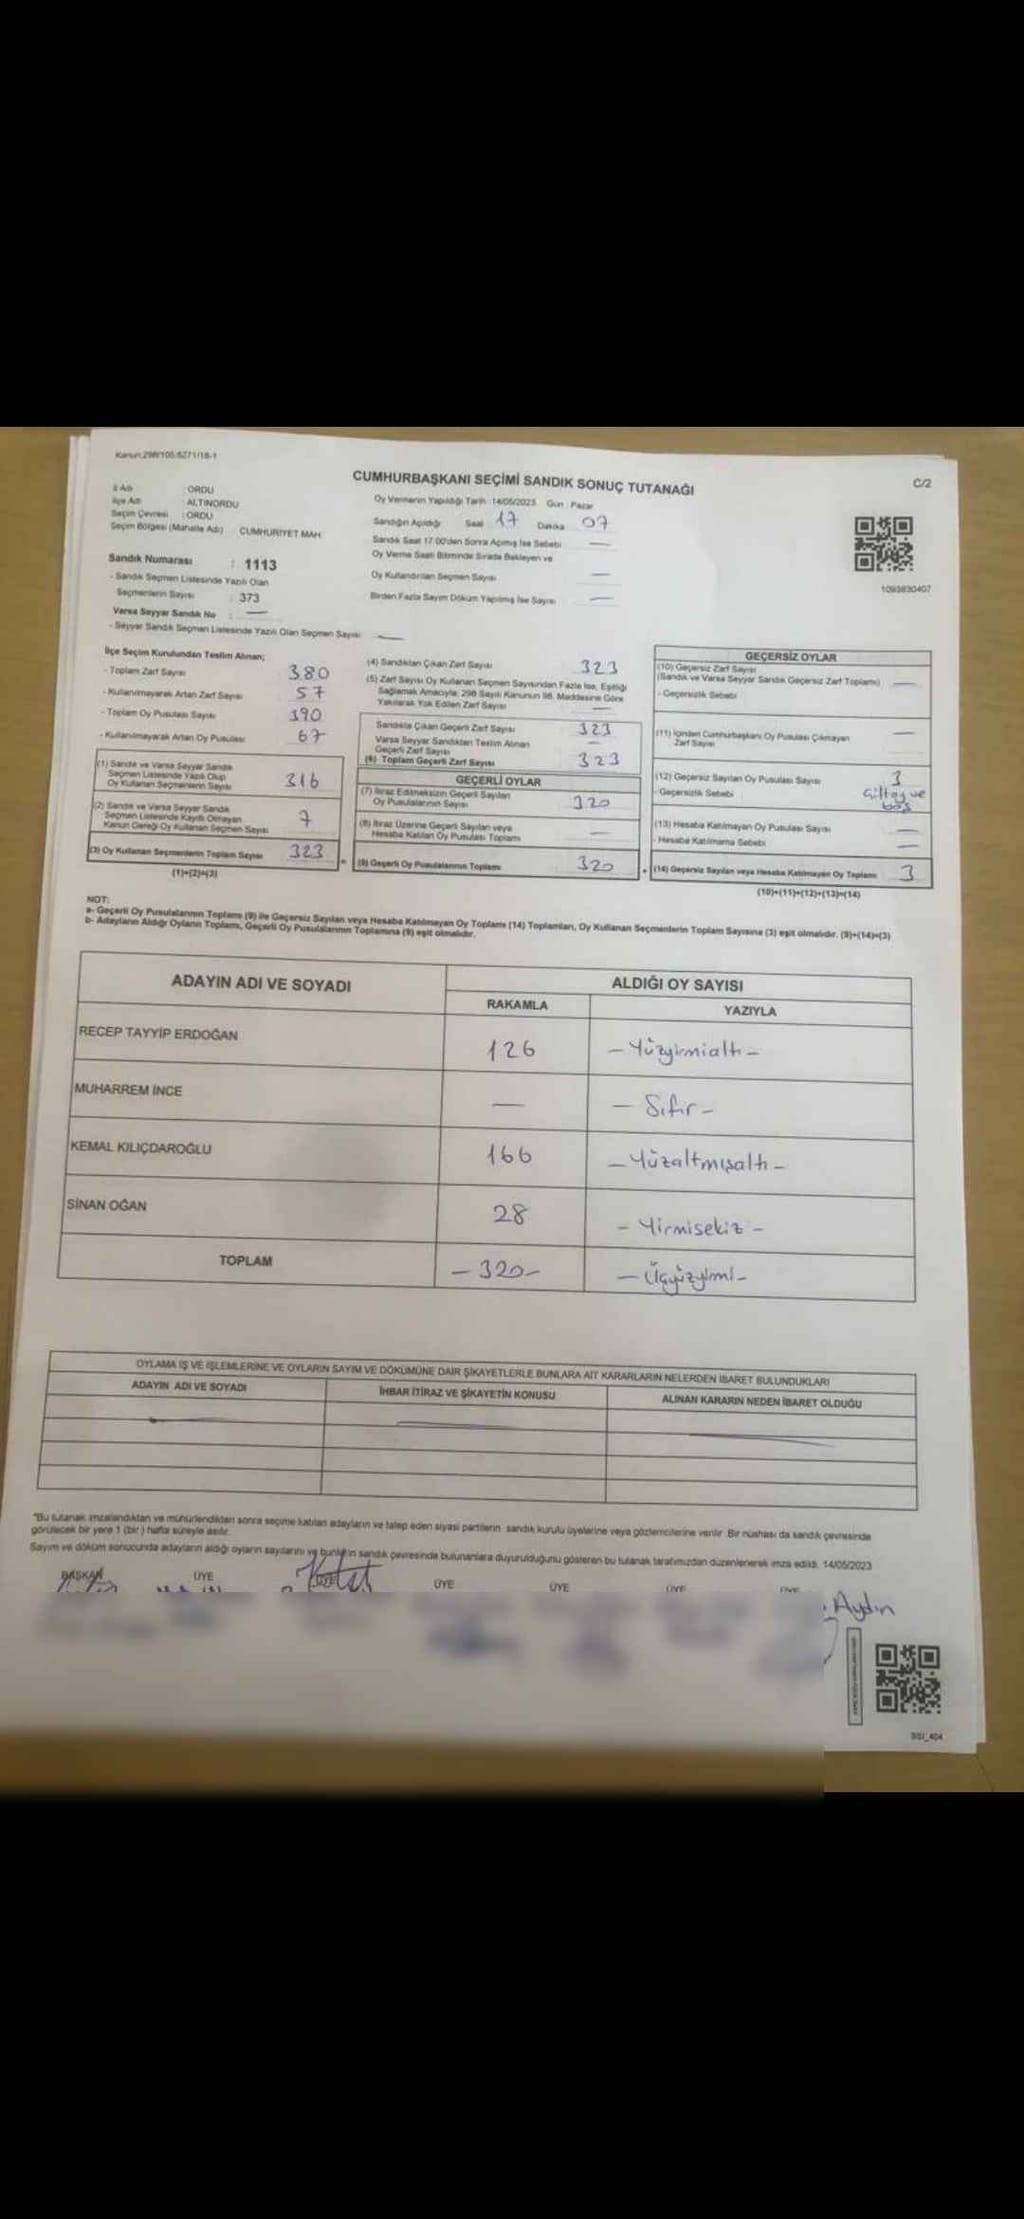 Kanun:298/105:6271/18-1
CUMHURBAŞKANI SEÇİMİ SANDIK SONUÇ TUTANAĞI
C/2
İl Adı : ORDU
İlçe Adı : ALTINORDU
Seçim Çevresi : ORDU
Seçim Bölgesi (Mahalle Adı) : CUMHURİYET MAH.
Sandık Numarası : 1113
- Sandık Seçmen Listesinde Yazılı Olan
Seçmenlerin Sayısı : 373
Varsa Seyyar Sandık No : —
- Seyyar Sandık Seçmen Listesinde Yazılı Olan Seçmen Sayısı —
Oy Vermenin Yapıldığı Tarih :14/05/2023 Gün : Pazar
Sandığın Açıldığı Saat 17 Dakika 07
Sandık Saat 17:00'den Sonra Açılmış İse Sebebi —
Oy Verme Saati Bitiminde Sırada Bekleyen ve
Oy Kullandırılan Seçmen Sayısı —
Birden Fazla Sayım Döküm Yapılmış İse Sayısı —
1093830407
İlçe Seçim Kurulundan Teslim Alınan;
- Toplam Zarf Sayısı 380
- Kullanılmayarak Artan Zarf Sayısı 57
- Toplam Oy Pusulası Sayısı 390
- Kullanılmayarak Artan Oy Pusulası 67
(1) Sandık ve Varsa Seyyar Sandık
Seçmen Listesinde Yazılı Olup
Oy Kullanan Seçmenlerin Sayısı 316
(2) Sandık ve Varsa Seyyar Sandık
Seçmen Listesinde Kayıtlı Olmayan
Kanun Gereği Oy Kullanan Seçmen Sayısı 7
(3) Oy Kullanan Seçmenlerin Toplam Sayısı 323
(1)+(2)=(3)
(4) Sandıktan Çıkan Zarf Sayısı 323
(5) Zarf Sayısı Oy Kullanan Seçmen Sayısından Fazla İse, Eşitliği
Sağlamak Amacıyla; 298 Sayılı Kanunun 98. Maddesine Göre
Yakılarak Yok Edilen Zarf Sayısı —
Sandıkta Çıkan Geçerli Zarf Sayısı 323
Varsa Seyyar Sandıktan Teslim Alınan
Geçerli Zarf Sayısı —
(6) Toplam Geçerli Zarf Sayısı 323
GEÇERLİ OYLAR
(7) İtiraz Edilmeksizin Geçerli Sayılan
Oy Pusulalarının Sayısı 320
(8) İtiraz Üzerine Geçerli Sayılan veya
Hesaba Katılan Oy Pusulası Toplamı —
= (9) Geçerli Oy Pusulalarının Toplamı 320 +
GEÇERSİZ OYLAR
(10) Geçersiz Zarf Sayısı
(Sandık ve Varsa Seyyar Sandık Geçersiz Zarf Toplamı) —
- Geçersizlik Sebebi
(11) İçinden Cumhurbaşkanı Oy Pusulası Çıkmayan
Zarf Sayısı —
(12) Geçersiz Sayılan Oy Pusulası Sayısı 3
- Geçersizlik Sebebi Çiftoy ve
boş
(13) Hesaba Katılmayan Oy Pusulası Sayısı —
- Hesaba Katılmama Sebebi —
(14) Geçersiz Sayılan veya Hesaba Katılmayan Oy Toplamı 3
(10)+(11)+(12)+(13)=(14)
NOT:
a- Geçerli Oy Pusulalarının Toplamı (9) ile Geçersiz Sayılan veya Hesaba Katılmayan Oy Toplamı (14) Toplamları, Oy Kullanan Seçmenlerin Toplam Sayısına (3) eşit olmalıdır. (9)+(14)=(3)
b- Adayların Aldığı Oyların Toplamı, Geçerli Oy Pusulalarının Toplamına (9) eşit olmalıdır.
ADAYIN ADI VE SOYADI ALDIĞI OY SAYISI
RAKAMLA YAZIYLA
RECEP TAYYİP ERDOĞAN 126 – Yüzyirmialtı –
MUHARREM İNCE — – Sıfır –
KEMAL KILIÇDAROĞLU 166 – Yüzaltmışaltı –
SİNAN OĞAN 28 – Yirmisekiz –
TOPLAM – 320 – – Üçyüzyirmi –
OYLAMA İŞ VE İŞLEMLERİNE VE OYLARIN SAYIM VE DÖKÜMÜNE DAİR ŞİKAYETLERLE BUNLARA AİT KARARLARIN NELERDEN İBARET BULUNDUKLARI
ADAYIN ADI VE SOYADI İHBAR İTİRAZ VE ŞİKAYETİN KONUSU ALINAN KARARIN NEDEN İBARET OLDUĞU
"Bu tutanak imzalandıktan ve mühürlendikten sonra seçime katılan adayların ve talep eden siyasi partilerin sandık kurulu üyelerine veya gözlemcilerine verilir. Bir nüshası da sandık çevresinde
görülecek bir yere 1 (bir) hafta süreyle asılır.
Sayım ve döküm sonucunda adayların aldığı oyların sayılarını ve bunların sandık çevresinde bulunanlara duyurulduğunu gösteren bu tutanak tarafımızdan düzenlenerek imza edildi. 14/05/2023
BAŞKAN ÜYE ÜYE ÜYE ÜYE ÜYE ÜYE
Aydın
SSI_404